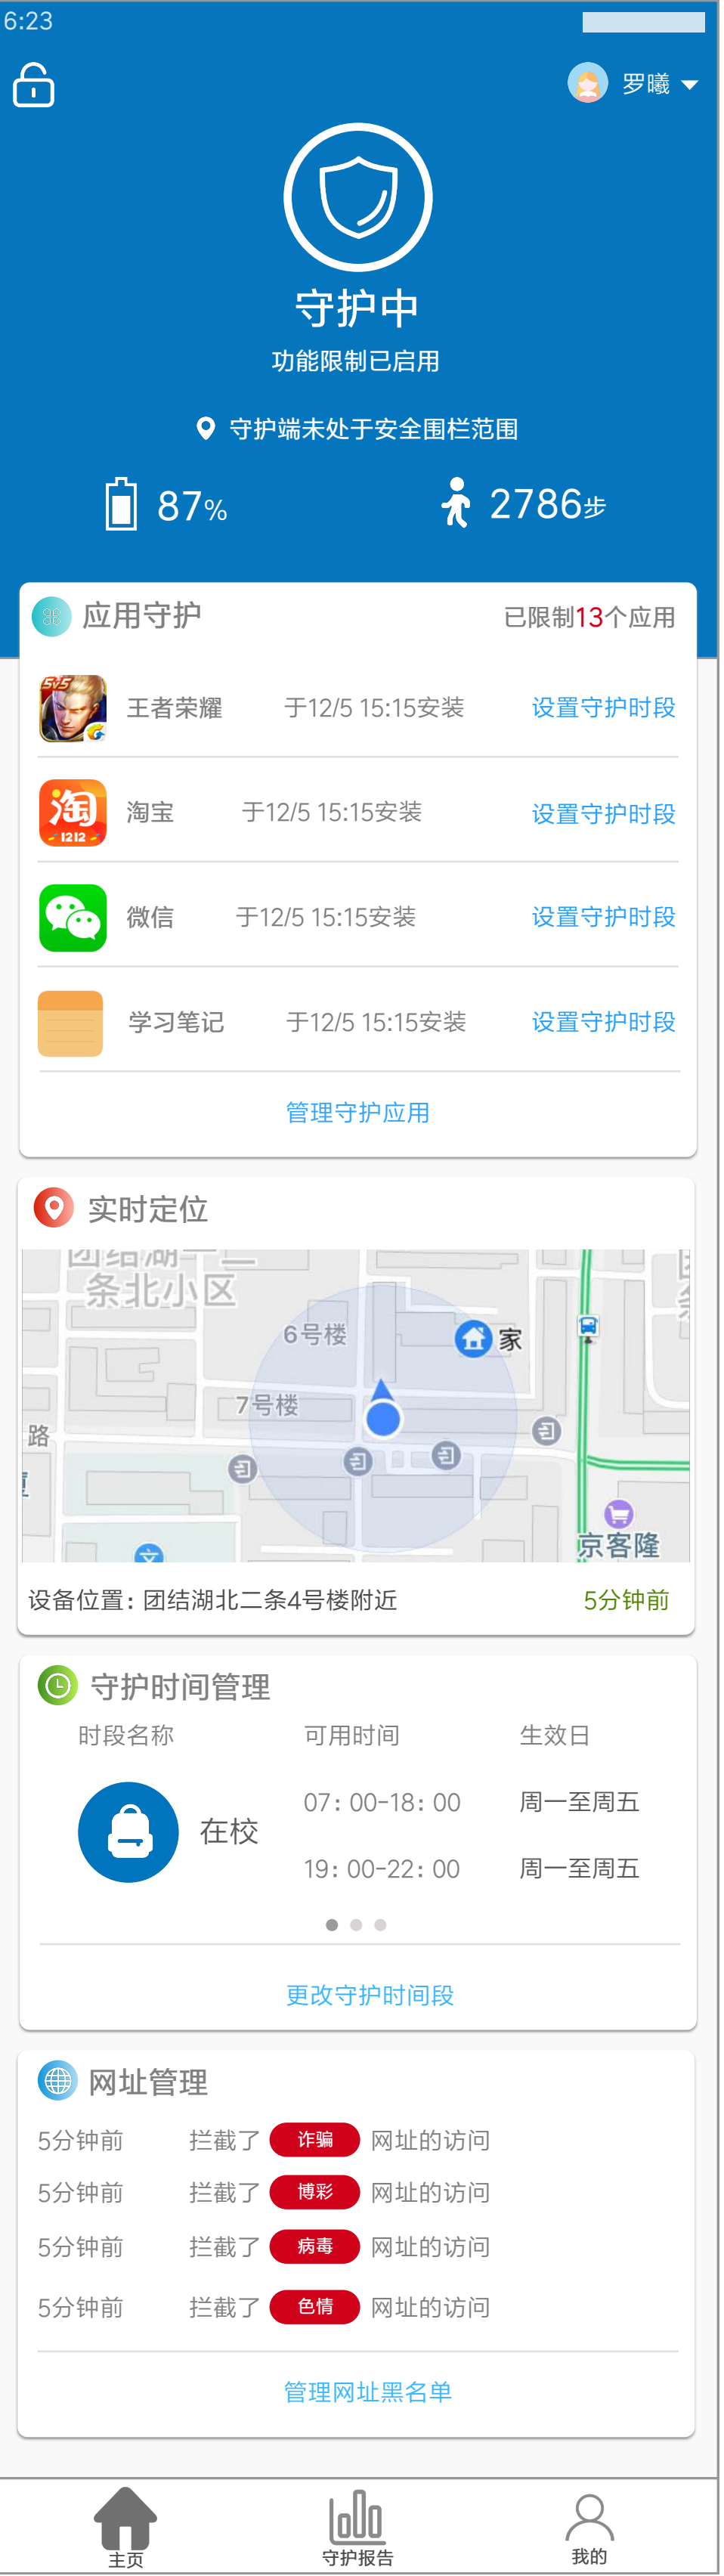 6:23
罗曦
守护中
功能限制已启用
守护端未处于安全围栏范围
87% 2786步
应用守护 已限制13个应用
5v5
王者荣耀 于12/5 15:15安装 设置守护时段
淘
1212
淘宝 于12/5 15:15安装 设置守护时段
微信 于12/5 15:15安装 设置守护时段
学习笔记 于12/5 15:15安装 设置守护时段
管理守护应用
实时定位
条北小区
6号楼 家
7号楼
路
文
京客隆
设备位置：团结湖北二条4号楼附近 5分钟前
守护时间管理
时段名称 可用时间 生效日
07：00-18：00 周一至周五
在校
19：00-22：00 周一至周五
更改守护时间段
网址管理
5分钟前 拦截了 诈骗 网址的访问
5分钟前 拦截了 博彩 网址的访问
5分钟前 拦截了 病毒 网址的访问
5分钟前 拦截了 色情 网址的访问
管理网址黑名单
主页 守护报告 我的